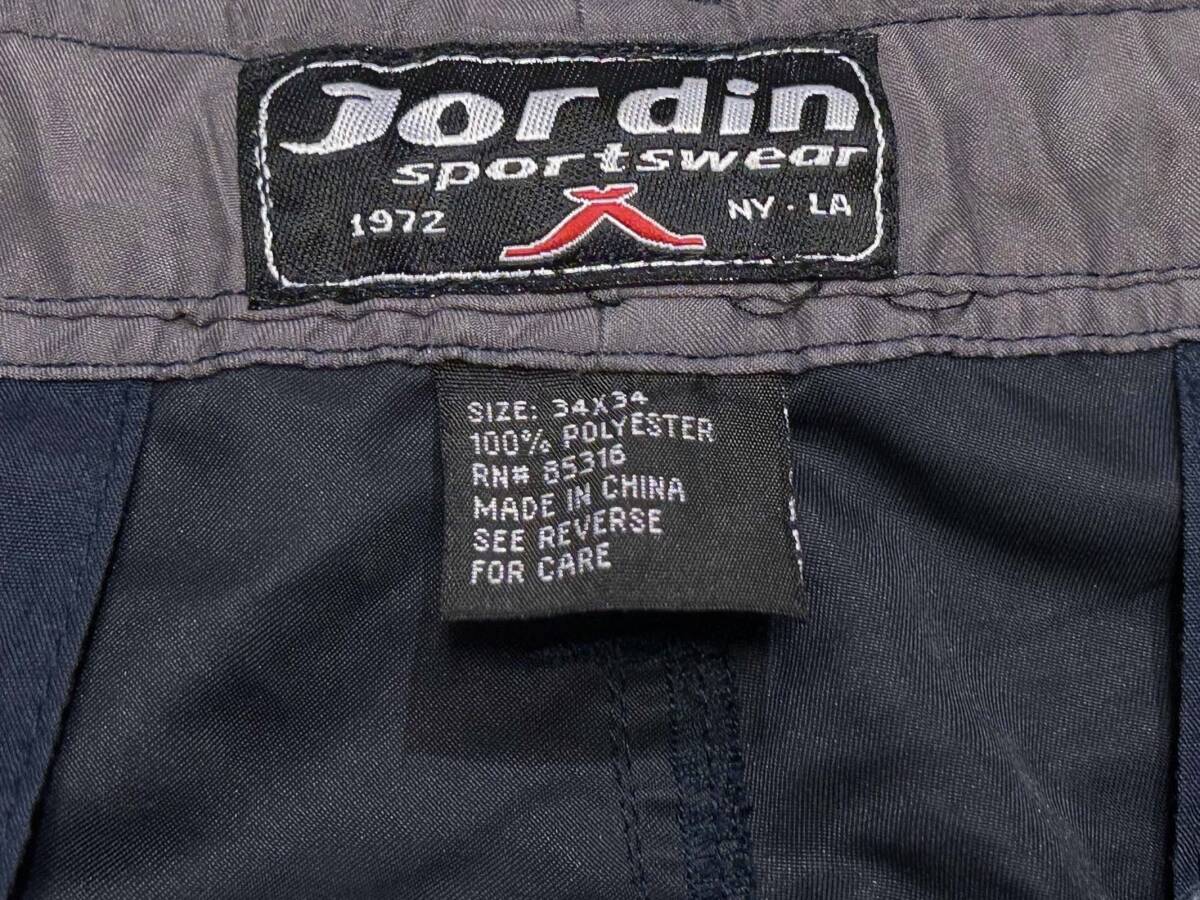 Jordin
sportswear
1972 NY · LA
SIZE: 34X34
100% POLYESTER
RN# 85316
MADE IN CHINA
SEE REVERSE
FOR CARE